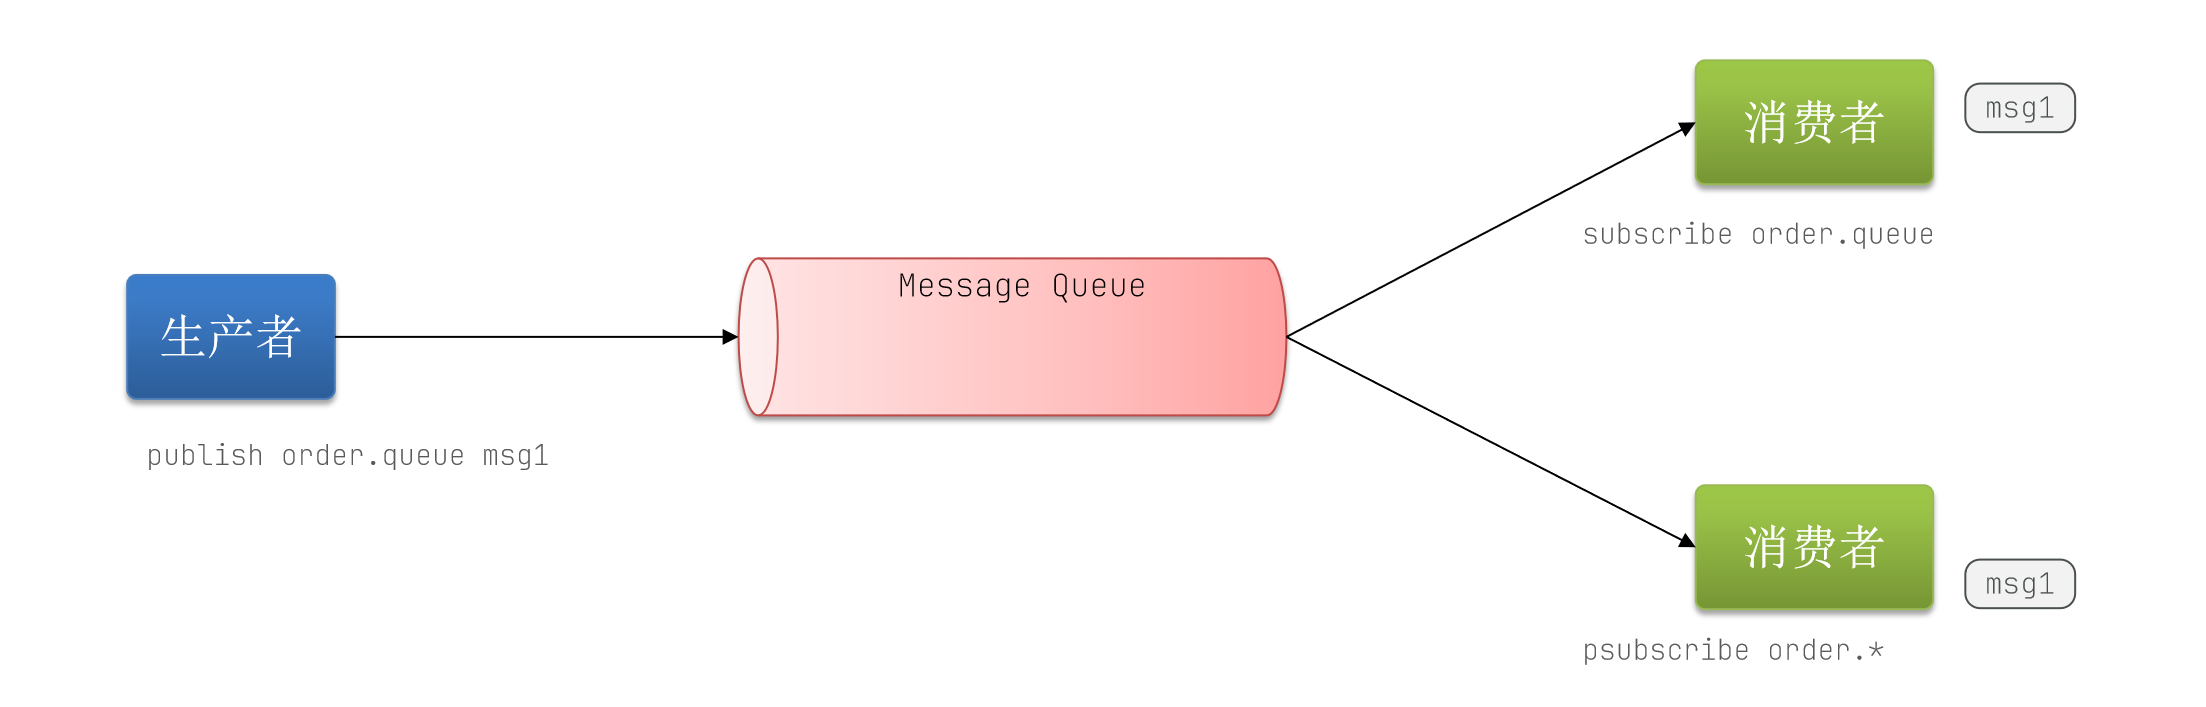 生产者
publish order.queue msg1
Message Queue
消费者
msg1
subscribe order.queue
消费者
msg1
psubscribe order.*